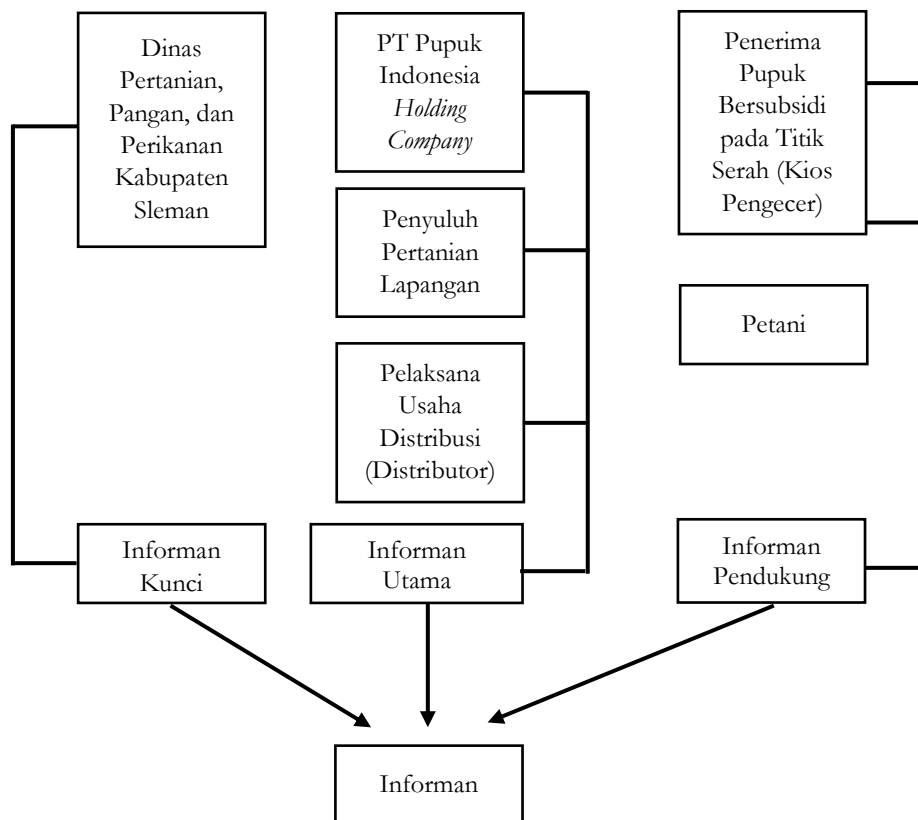 Dinas
Pertanian,
Pangan, dan
Perikanan
Kabupaten
Sleman
PT Pupuk
Indonesia
Holding
Company
Penyuluh
Pertanian
Lapangan
Pelaksana
Usaha
Distribusi
(Distributor)
Penerima
Pupuk
Bersubsidi
pada Titik
Serah (Kios
Pengecer)
Petani
Informan
Kunci
Informan
Utama
Informan
Pendukung
Informan